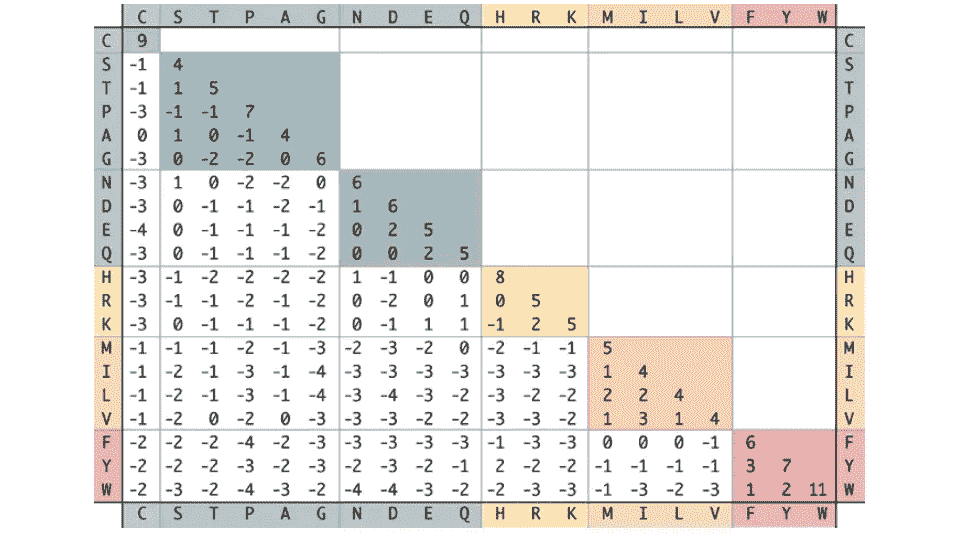 C S T P A G N D E Q H R K M I L V F Y W
C 9 C
S -1 4 S
T -1 1 5 T
P -3 -1 -1 7 P
A 0 1 0 -1 4 A
G -3 0 -2 -2 0 6 G
N -3 1 0 -2 -2 0 6 N
D -3 0 -1 -1 -2 -1 1 6 D
E -4 0 -1 -1 -1 -2 0 2 5 E
Q -3 0 -1 -1 -1 -2 0 0 2 5 Q
H -3 -1 -2 -2 -2 -2 1 -1 0 0 8 H
R -3 -1 -1 -2 -1 -2 0 -2 0 1 0 5 R
K -3 0 -1 -1 -1 -2 0 -1 1 1 -1 2 5 K
M -1 -1 -1 -2 -1 -3 -2 -3 -2 0 -2 -1 -1 5 M
I -1 -2 -1 -3 -1 -4 -3 -3 -3 -3 -3 -3 -3 1 4 I
L -1 -2 -1 -3 -1 -4 -3 -4 -3 -2 -3 -2 -2 2 2 4 L
V -1 -2 0 -2 0 -3 -3 -3 -2 -2 -3 -3 -2 1 3 1 4 V
F -2 -2 -2 -4 -2 -3 -3 -3 -3 -3 -1 -3 -3 0 0 0 -1 6 F
Y -2 -2 -2 -3 -2 -3 -2 -3 -2 -1 2 -2 -2 -1 -1 -1 -1 3 7 Y
W -2 -3 -2 -4 -3 -2 -4 -4 -3 -2 -2 -3 -3 -1 -3 -2 -3 1 2 11 W
C S T P A G N D E Q H R K M I L V F Y W